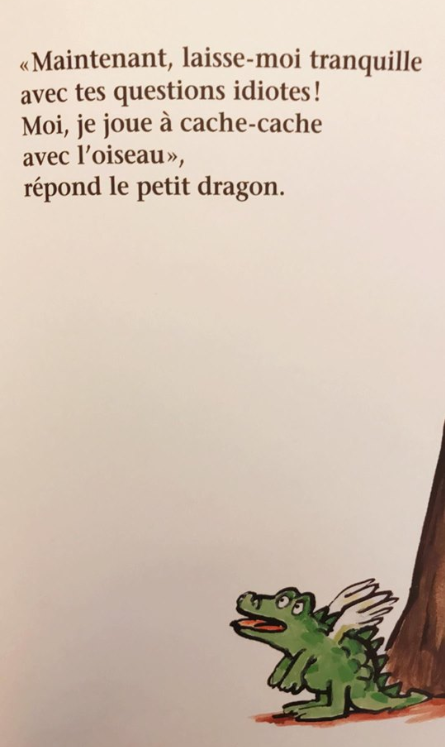 «Maintenant, laisse-moi tranquille
avec tes questions idiotes!
Moi, je joue à cache-cache
avec l'oiseau»,
répond le petit dragon.